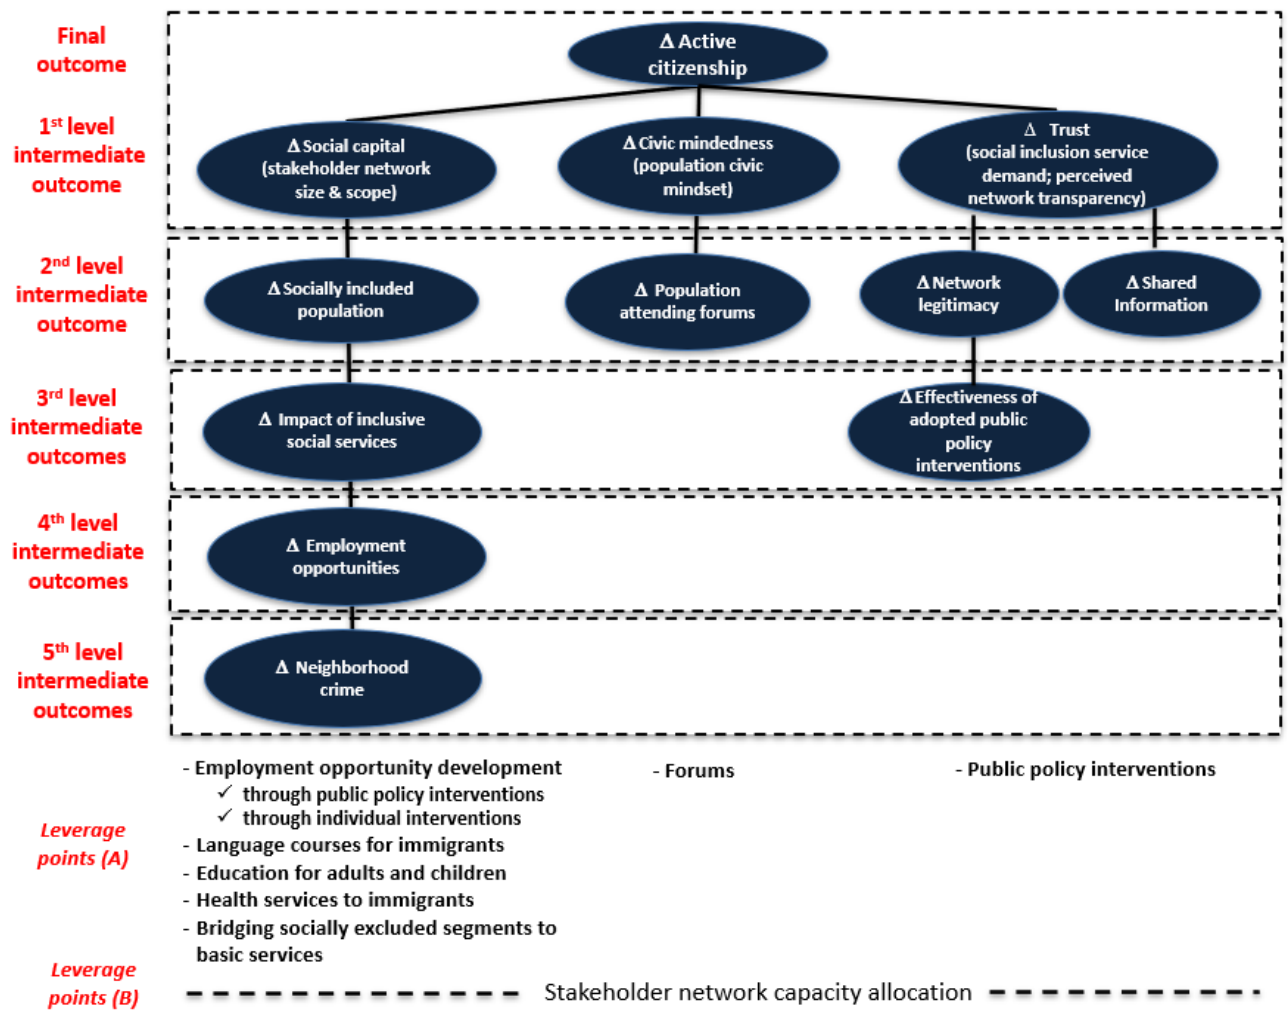 Final
outcome
Δ Active
citizenship
1st level
intermediate
outcome
Δ Social capital
(stakeholder network
size & scope)
Δ Civic mindedness
(population civic
mindset)
Δ Trust
(social inclusion service
demand; perceived
network transparency)
2nd level
intermediate
outcome
Δ Socially included
population
Δ Population
attending forums
Δ Network
legitimacy
Δ Shared
Information
3rd level
intermediate
outcomes
Δ Impact of inclusive
social services
Δ Effectiveness of
adopted public
policy
interventions
4th level
intermediate
outcomes
Δ Employment
opportunities
5th level
intermediate
outcomes
Δ Neighborhood
crime
Leverage
points (A)
- Employment opportunity development
✓ through public policy interventions
✓ through individual interventions
- Language courses for immigrants
- Education for adults and children
- Health services to immigrants
- Bridging socially excluded segments to
basic services
- Forums
- Public policy interventions
Leverage
points (B)
Stakeholder network capacity allocation